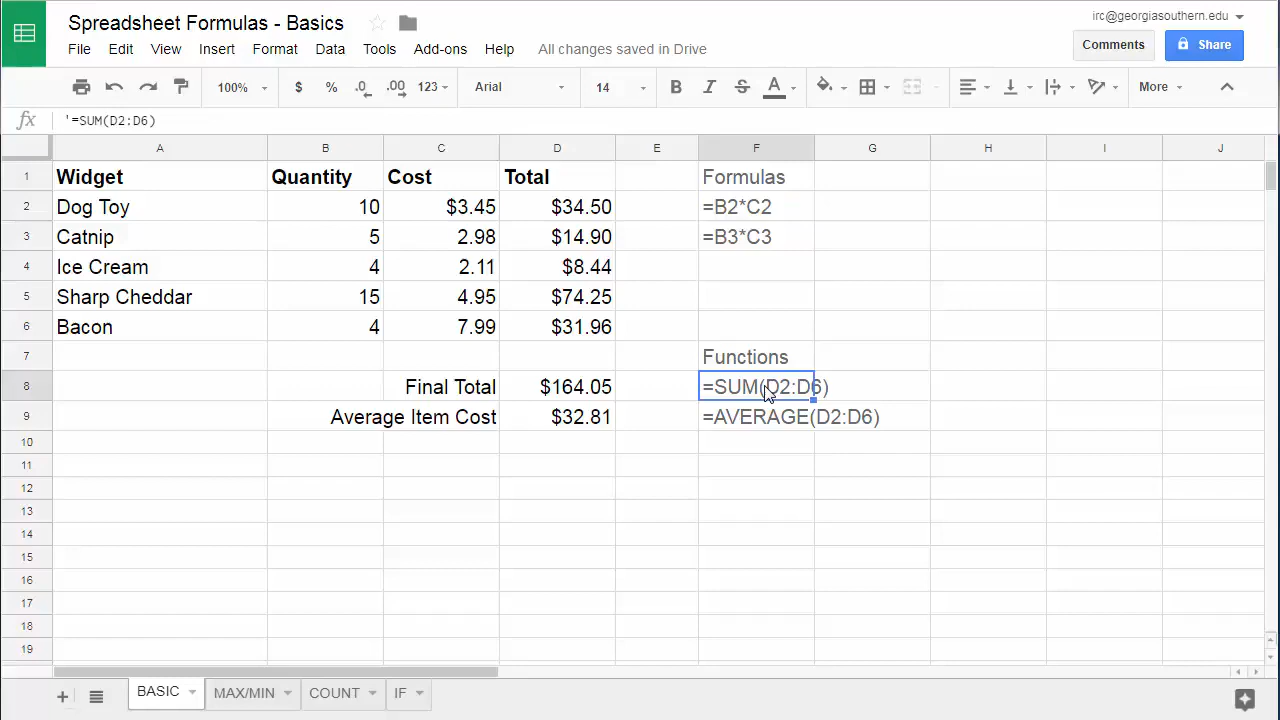 Spreadsheet Formulas - Basics
irc@georgiasouthern.edu
File Edit View Insert Format Data Tools Add-ons Help All changes saved in Drive
Comments Share
100% $ % .0 .00 123 Arial 14 B I S A More
fx '=SUM(D2:D6)
A B C D E F G H I J
1 Widget Quantity Cost Total Formulas
2 Dog Toy 10 $3.45 $34.50 =B2*C2
3 Catnip 5 2.98 $14.90 =B3*C3
4 Ice Cream 4 2.11 $8.44
5 Sharp Cheddar 15 4.95 $74.25
6 Bacon 4 7.99 $31.96
7 Functions
8 Final Total $164.05 =SUM(D2:D6)
9 Average Item Cost $32.81 =AVERAGE(D2:D6)
10
11
12
13
14
15
16
17
18
19
+ BASIC MAX/MIN COUNT IF